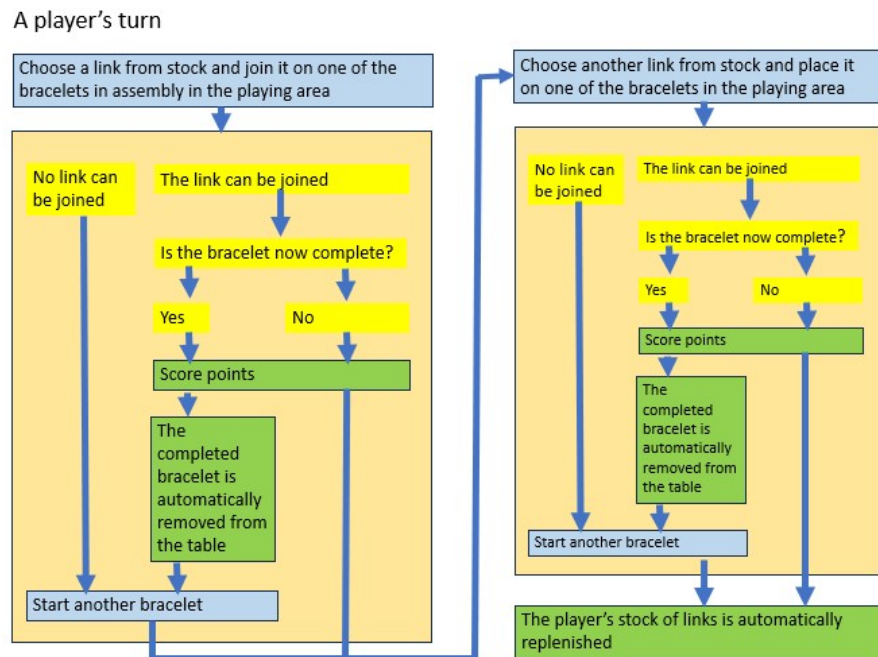 A player's turn
Choose a link from stock and join it on one of the
bracelets in assembly in the playing area
No link can
be joined
The link can be joined
Is the bracelet now complete?
Yes
No
Score points
The
completed
bracelet is
automatically
removed from
the table
Start another bracelet
Choose another link from stock and place it
on one of the bracelets in the playing area
No link can
be joined
The link can be joined
Is the bracelet now complete?
Yes
No
Score points
The
completed
bracelet is
automatically
removed from
the table
Start another bracelet
The player's stock of links is automatically
replenished